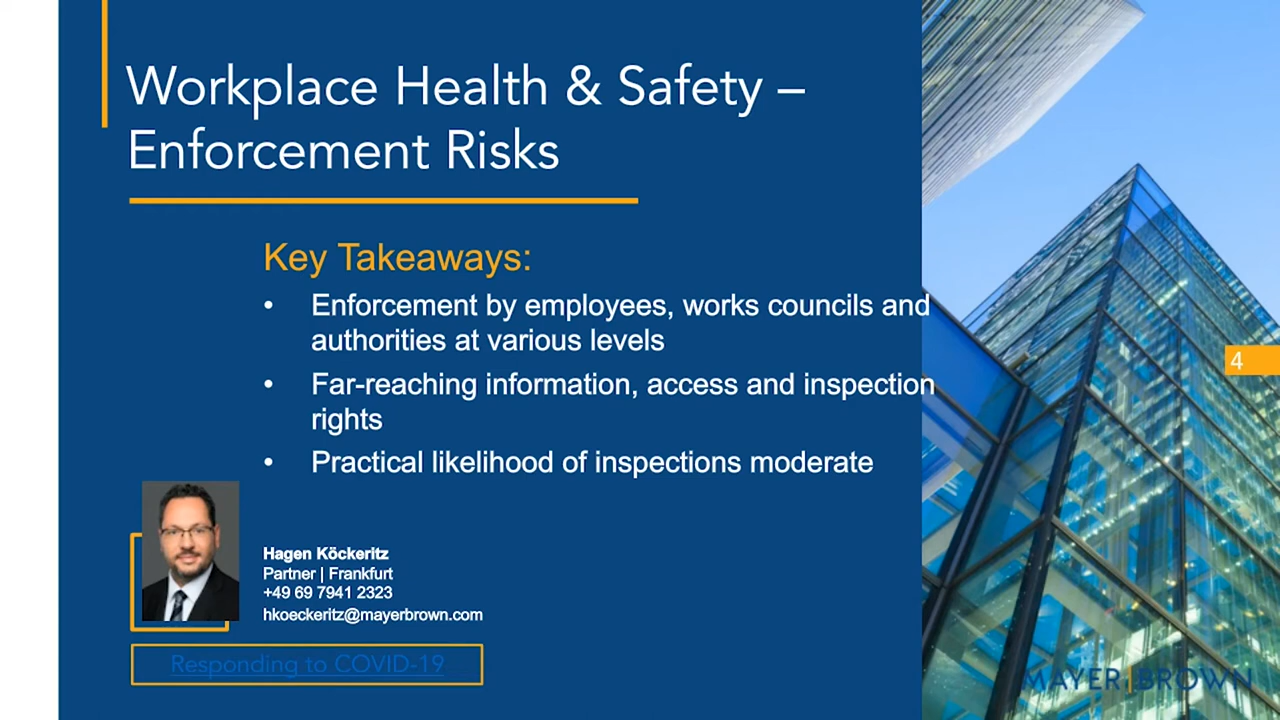 Workplace Health & Safety –
Enforcement Risks
Key Takeaways:
• Enforcement by employees, works councils and
authorities at various levels
• Far-reaching information, access and inspection
rights
• Practical likelihood of inspections moderate
4
Hagen Köckeritz
Partner | Frankfurt
+49 69 7941 2323
hkoeckeritz@mayerbrown.com
Responding to COVID-19
MAYER|BROWN